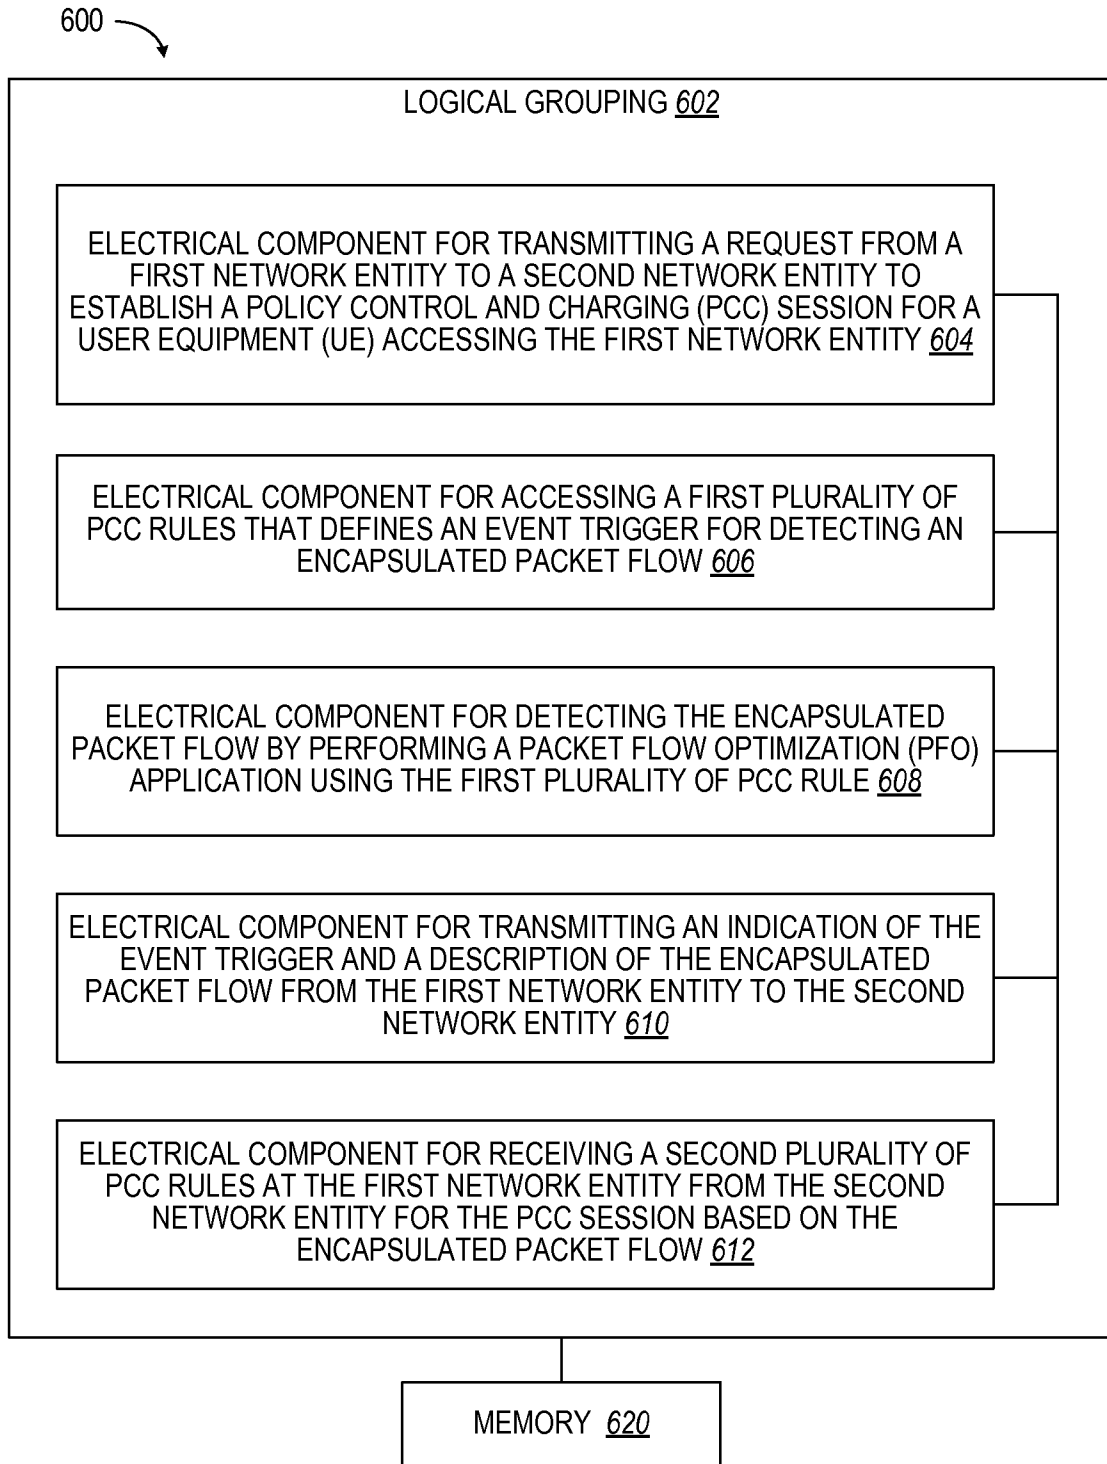 600
LOGICAL GROUPING 602
ELECTRICAL COMPONENT FOR TRANSMITTING A REQUEST FROM A
FIRST NETWORK ENTITY TO A SECOND NETWORK ENTITY TO
ESTABLISH A POLICY CONTROL AND CHARGING (PCC) SESSION FOR A
USER EQUIPMENT (UE) ACCESSING THE FIRST NETWORK ENTITY 604
ELECTRICAL COMPONENT FOR ACCESSING A FIRST PLURALITY OF
PCC RULES THAT DEFINES AN EVENT TRIGGER FOR DETECTING AN
ENCAPSULATED PACKET FLOW 606
ELECTRICAL COMPONENT FOR DETECTING THE ENCAPSULATED
PACKET FLOW BY PERFORMING A PACKET FLOW OPTIMIZATION (PFO)
APPLICATION USING THE FIRST PLURALITY OF PCC RULE 608
ELECTRICAL COMPONENT FOR TRANSMITTING AN INDICATION OF THE
EVENT TRIGGER AND A DESCRIPTION OF THE ENCAPSULATED
PACKET FLOW FROM THE FIRST NETWORK ENTITY TO THE SECOND
NETWORK ENTITY 610
ELECTRICAL COMPONENT FOR RECEIVING A SECOND PLURALITY OF
PCC RULES AT THE FIRST NETWORK ENTITY FROM THE SECOND
NETWORK ENTITY FOR THE PCC SESSION BASED ON THE
ENCAPSULATED PACKET FLOW 612
MEMORY 620